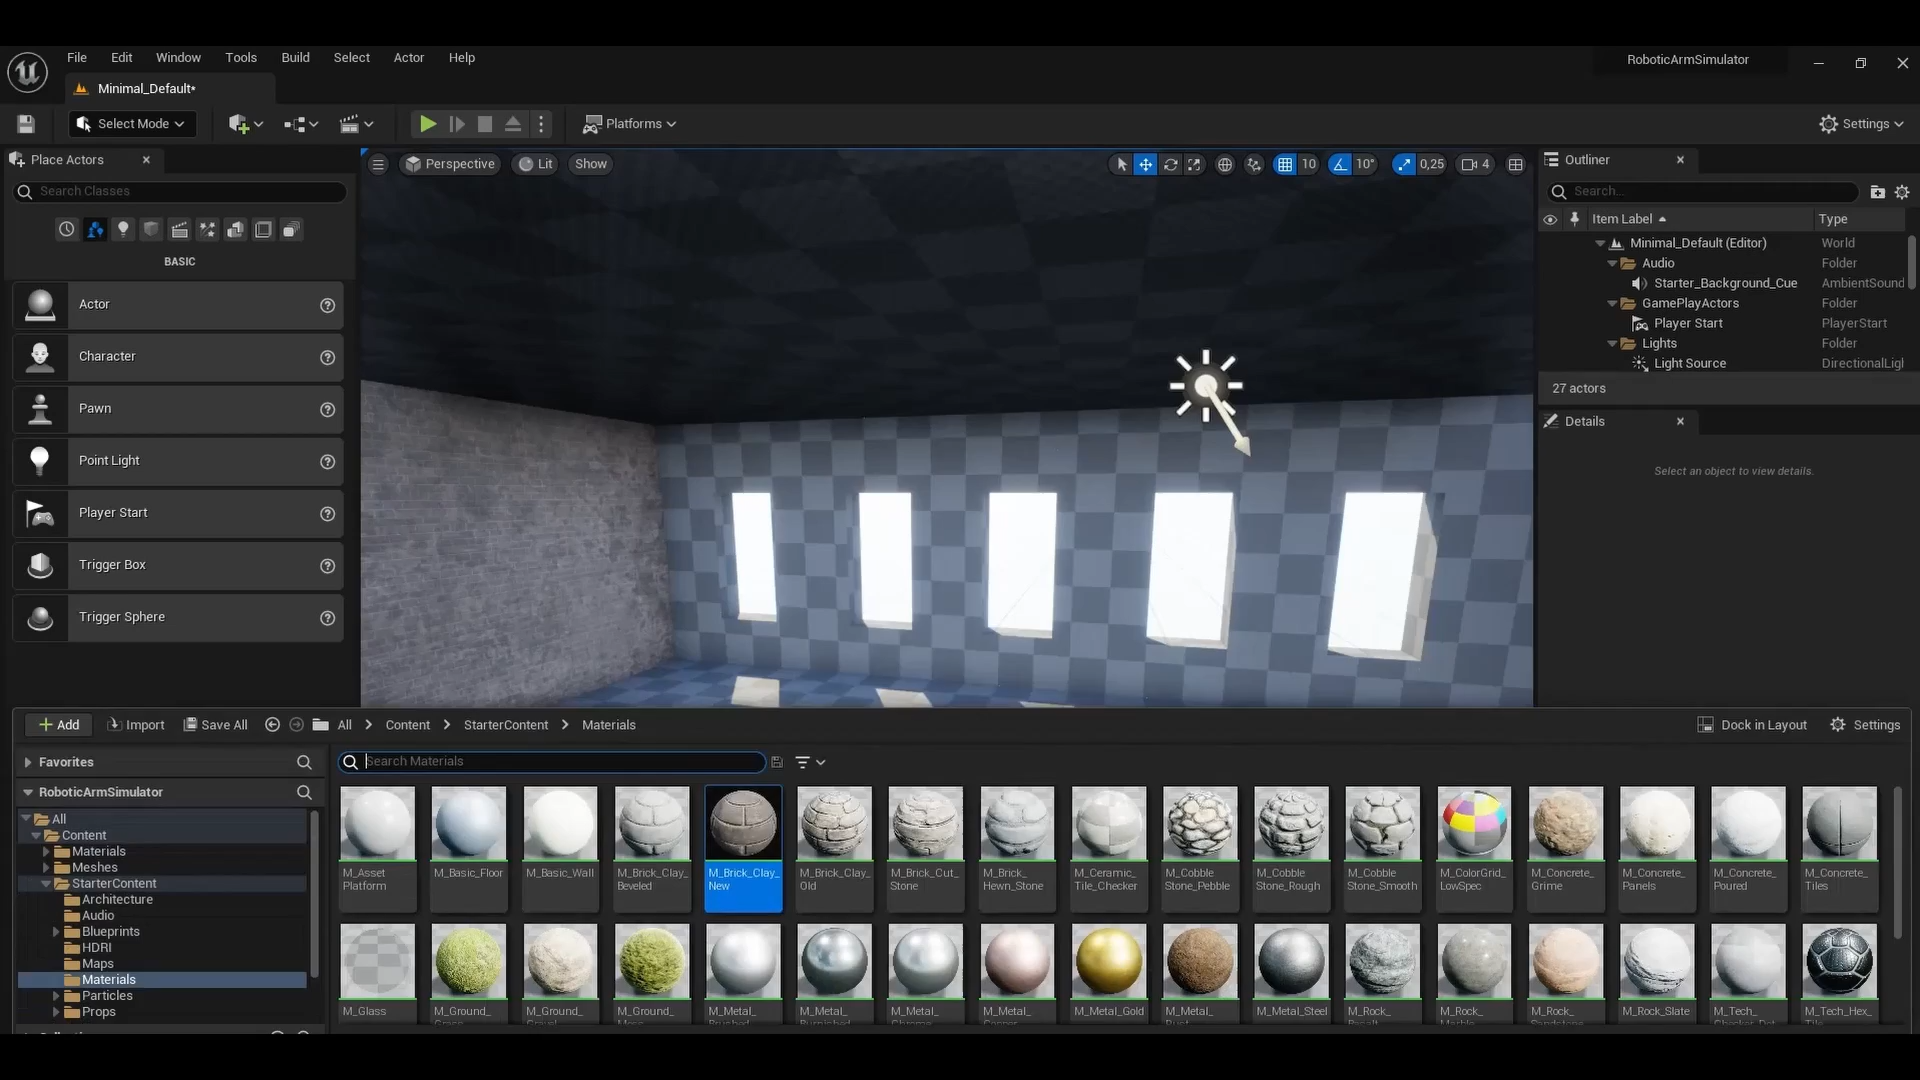 File Edit Window Tools Build Select Actor Help
RoboticArmSimulator
Minimal_Default*
Select Mode
Platforms
Settings
Place Actors
Search Classes
BASIC
Actor
Character
Pawn
Point Light
Player Start
Trigger Box
Trigger Sphere
Perspective Lit Show
10 10° 0,25 4
Outliner
Search...
Item Label Type
Minimal_Default (Editor) World
Audio Folder
Starter_Background_Cue AmbientSound
GamePlayActors Folder
Player Start PlayerStart
Lights Folder
Light Source DirectionalLigl
27 actors
Details
Select an object to view details.
Add Import Save All All Content StarterContent Materials
Dock in Layout Settings
Favorites
RoboticArmSimulator
All
Content
Materials
Meshes
StarterContent
Architecture
Audio
Blueprints
HDRI
Maps
Materials
Particles
Props
Search Materials
M_Asset
Platform
M_Basic_Floor
M_Basic_Wall
M_Brick_Clay_
Beveled
M_Brick_Clay_
New
M_Brick_Clay_
Old
M_Brick_Cut_
Stone
M_Brick_
Hewn_Stone
M_Ceramic_
Tile_Checker
M_Cobble
Stone_Pebble
M_Cobble
Stone_Rough
M_Cobble
Stone_Smooth
M_ColorGrid_
LowSpec
M_Concrete_
Grime
M_Concrete_
Panels
M_Concrete_
Poured
M_Concrete_
Tiles
M_Glass
M_Ground_
M_Ground_
M_Ground_
M_Metal_
M_Metal_
M_Metal_
M_Metal_
M_Metal_Gold
M_Metal_
M_Metal_Steel
M_Rock_
M_Rock_
M_Rock_
M_Rock_Slate
M_Tech_
M_Tech_Hex_